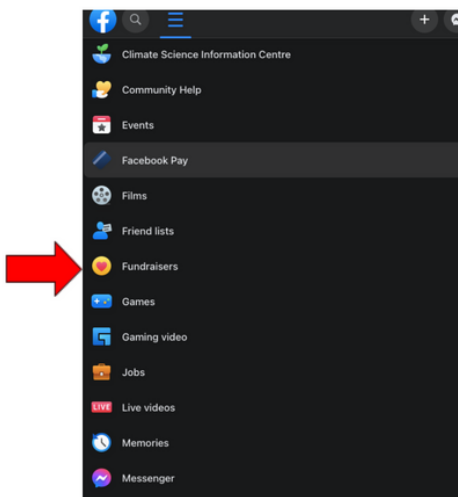 Climate Science Information Centre
Community Help
Events
Facebook Pay
Films
Friend lists
Fundraisers
Games
Gaming video
Jobs
LIVE Live videos
Memories
Messenger